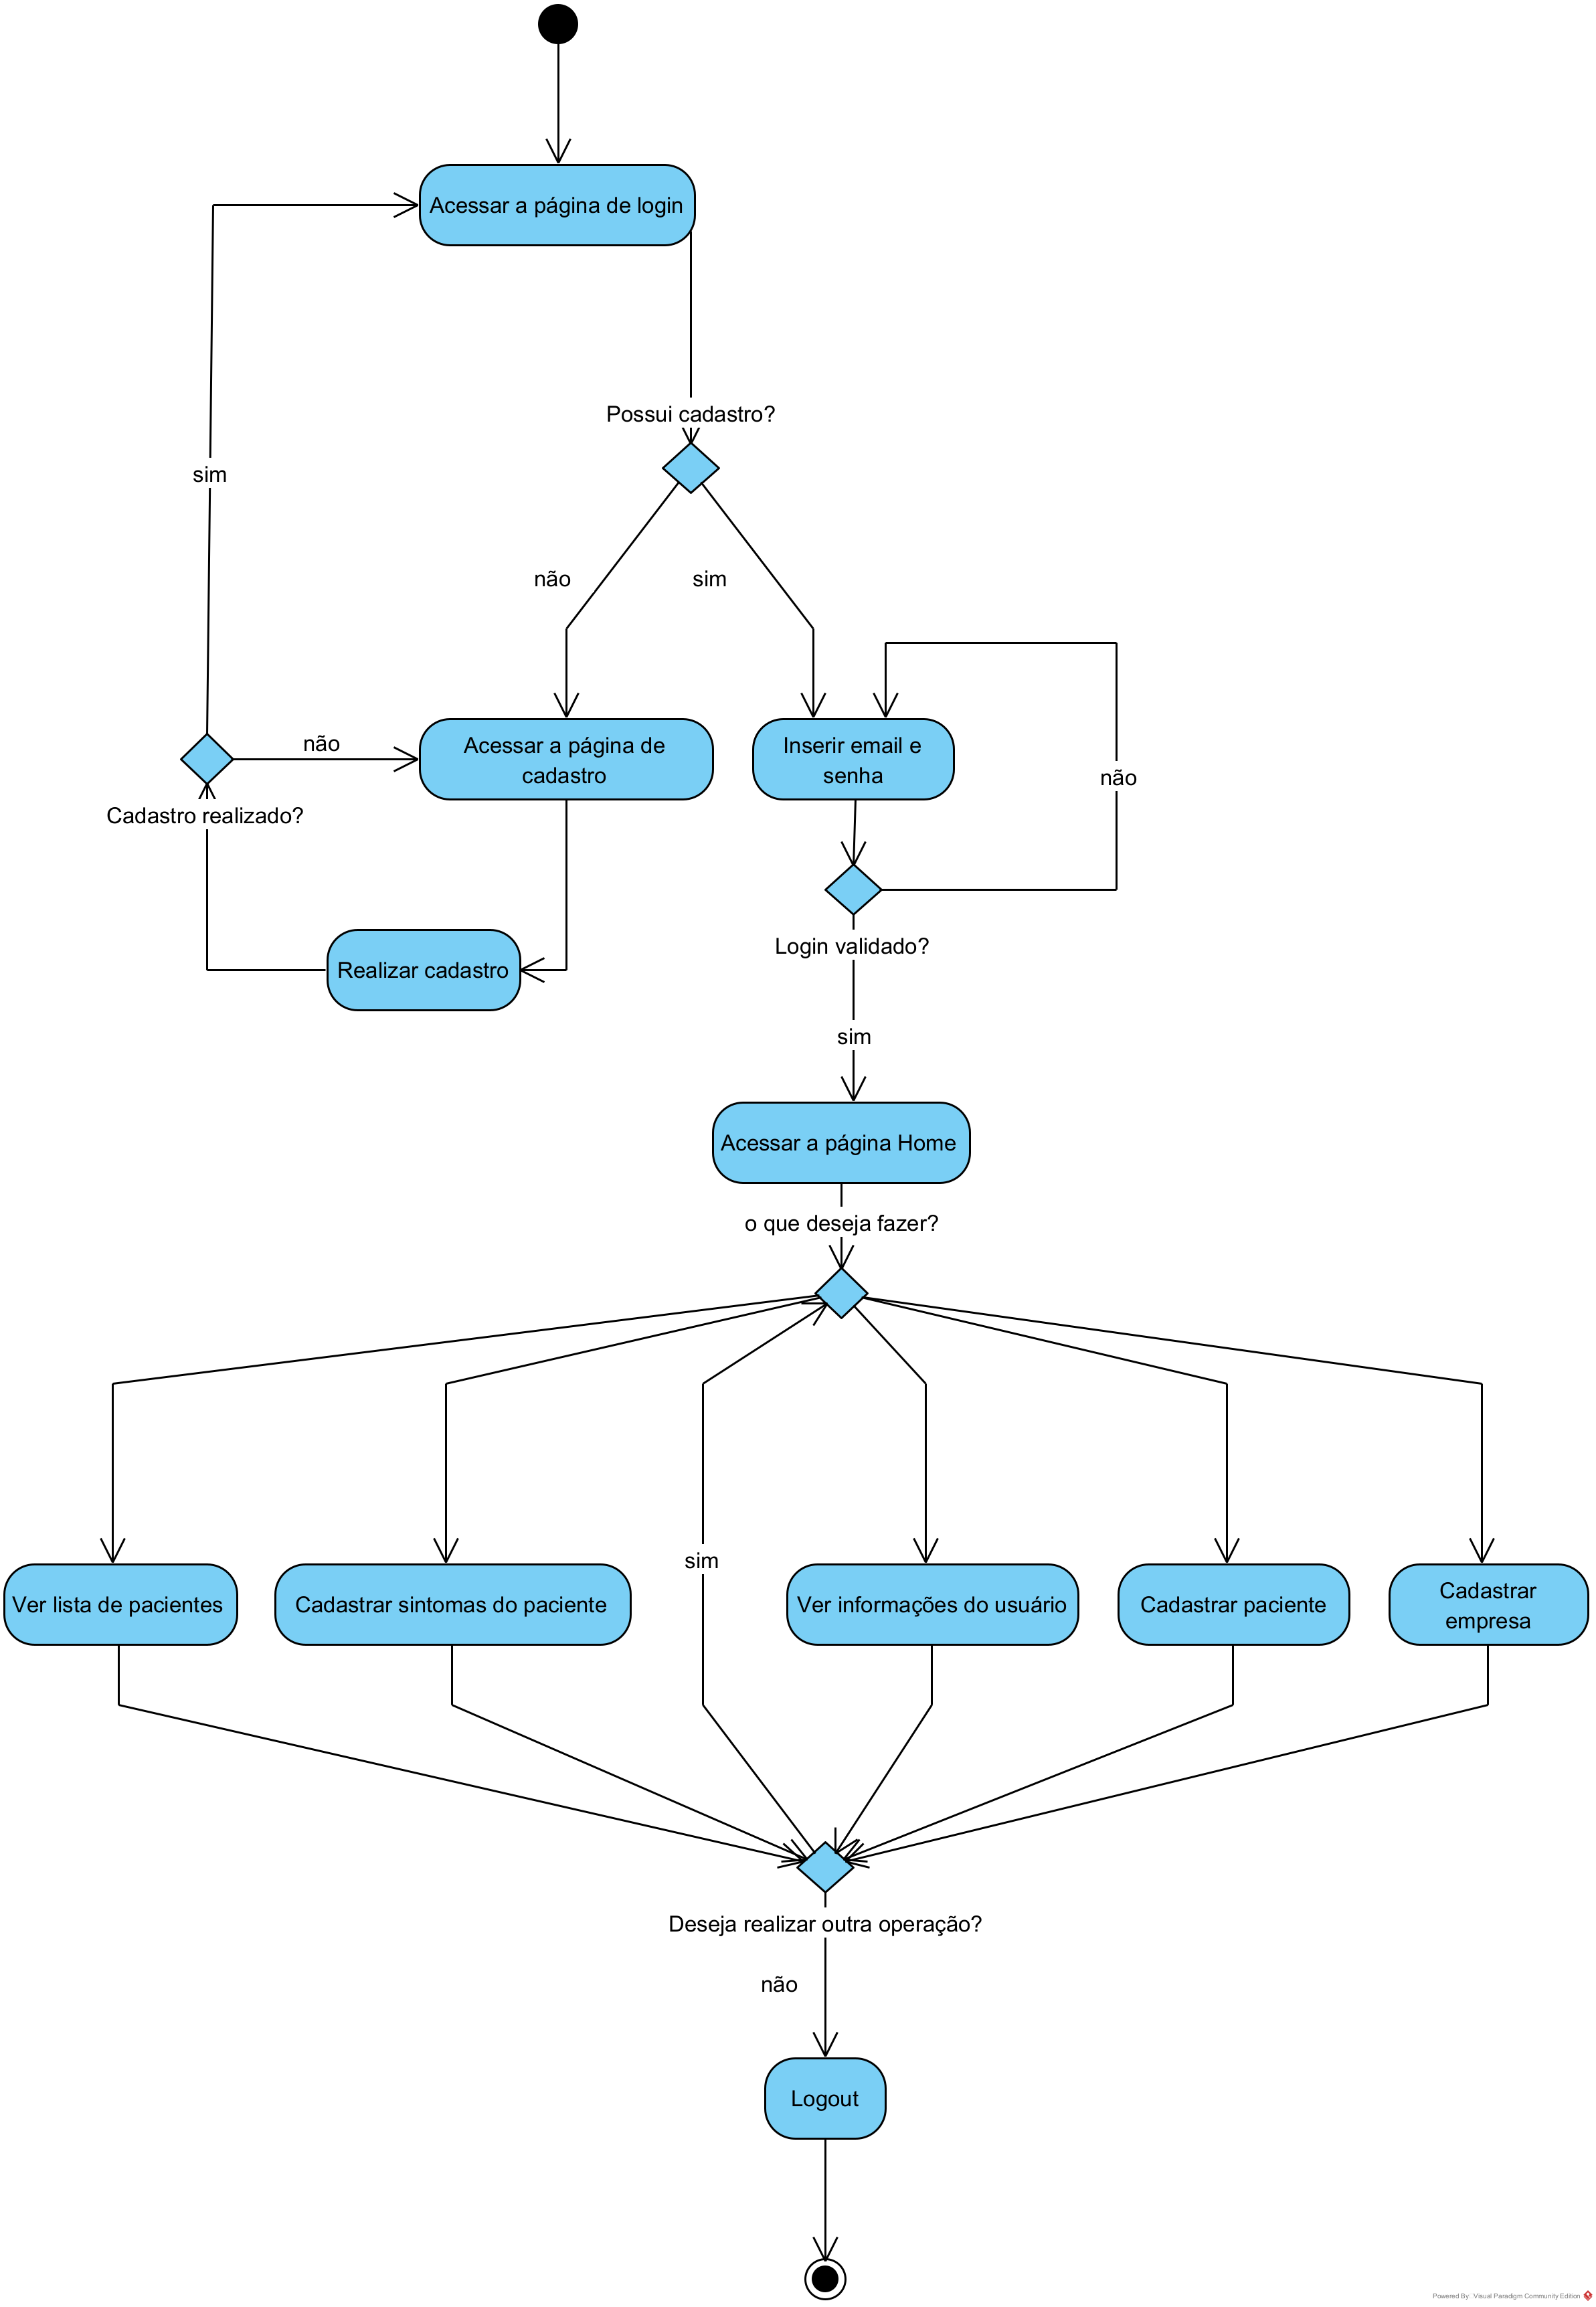 Acessar a página de login
Possui cadastro?
sim
não
sim
não
Acessar a página de
cadastro
Inserir email e
senha
não
Cadastro realizado?
Login validado?
Realizar cadastro
sim
Acessar a página Home
o que deseja fazer?
sim
Ver lista de pacientes
Cadastrar sintomas do paciente
Ver informações do usuário
Cadastrar paciente
Cadastrar
empresa
Deseja realizar outra operação?
não
Logout
Powered By: Visual Paradigm Community Edition